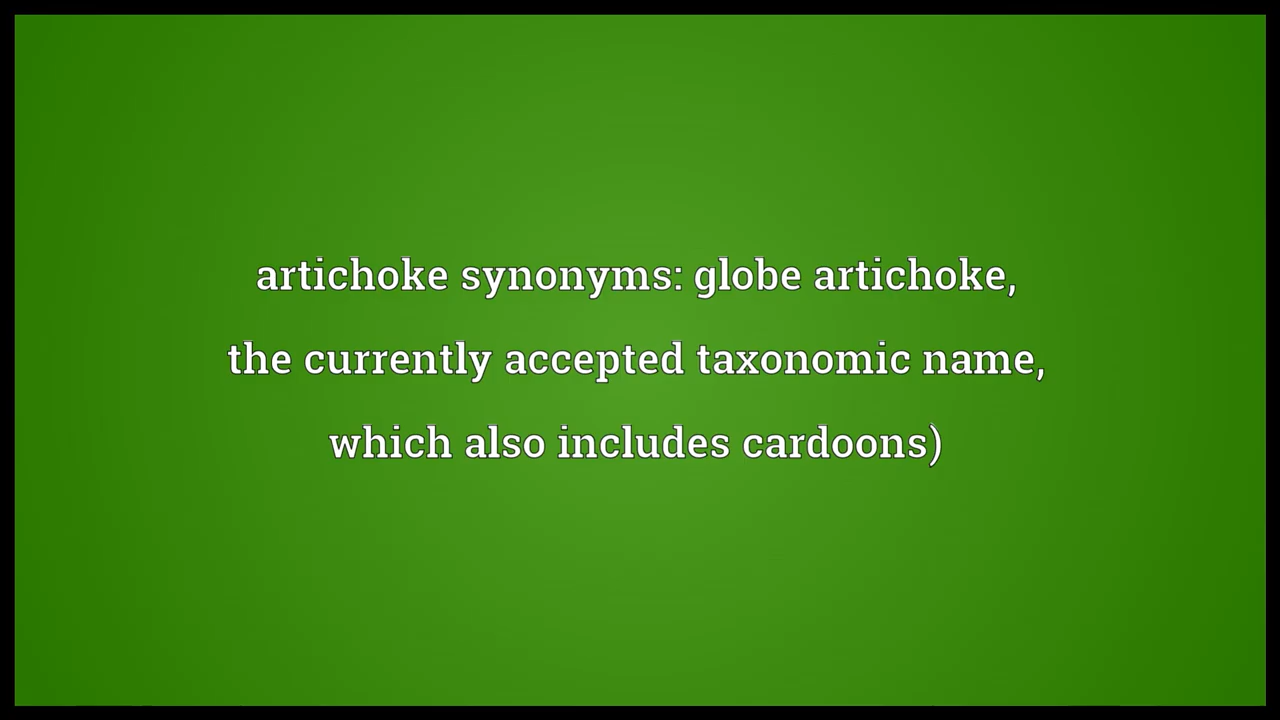 artichoke synonyms: globe artichoke,
the currently accepted taxonomic name,
which also includes cardoons)